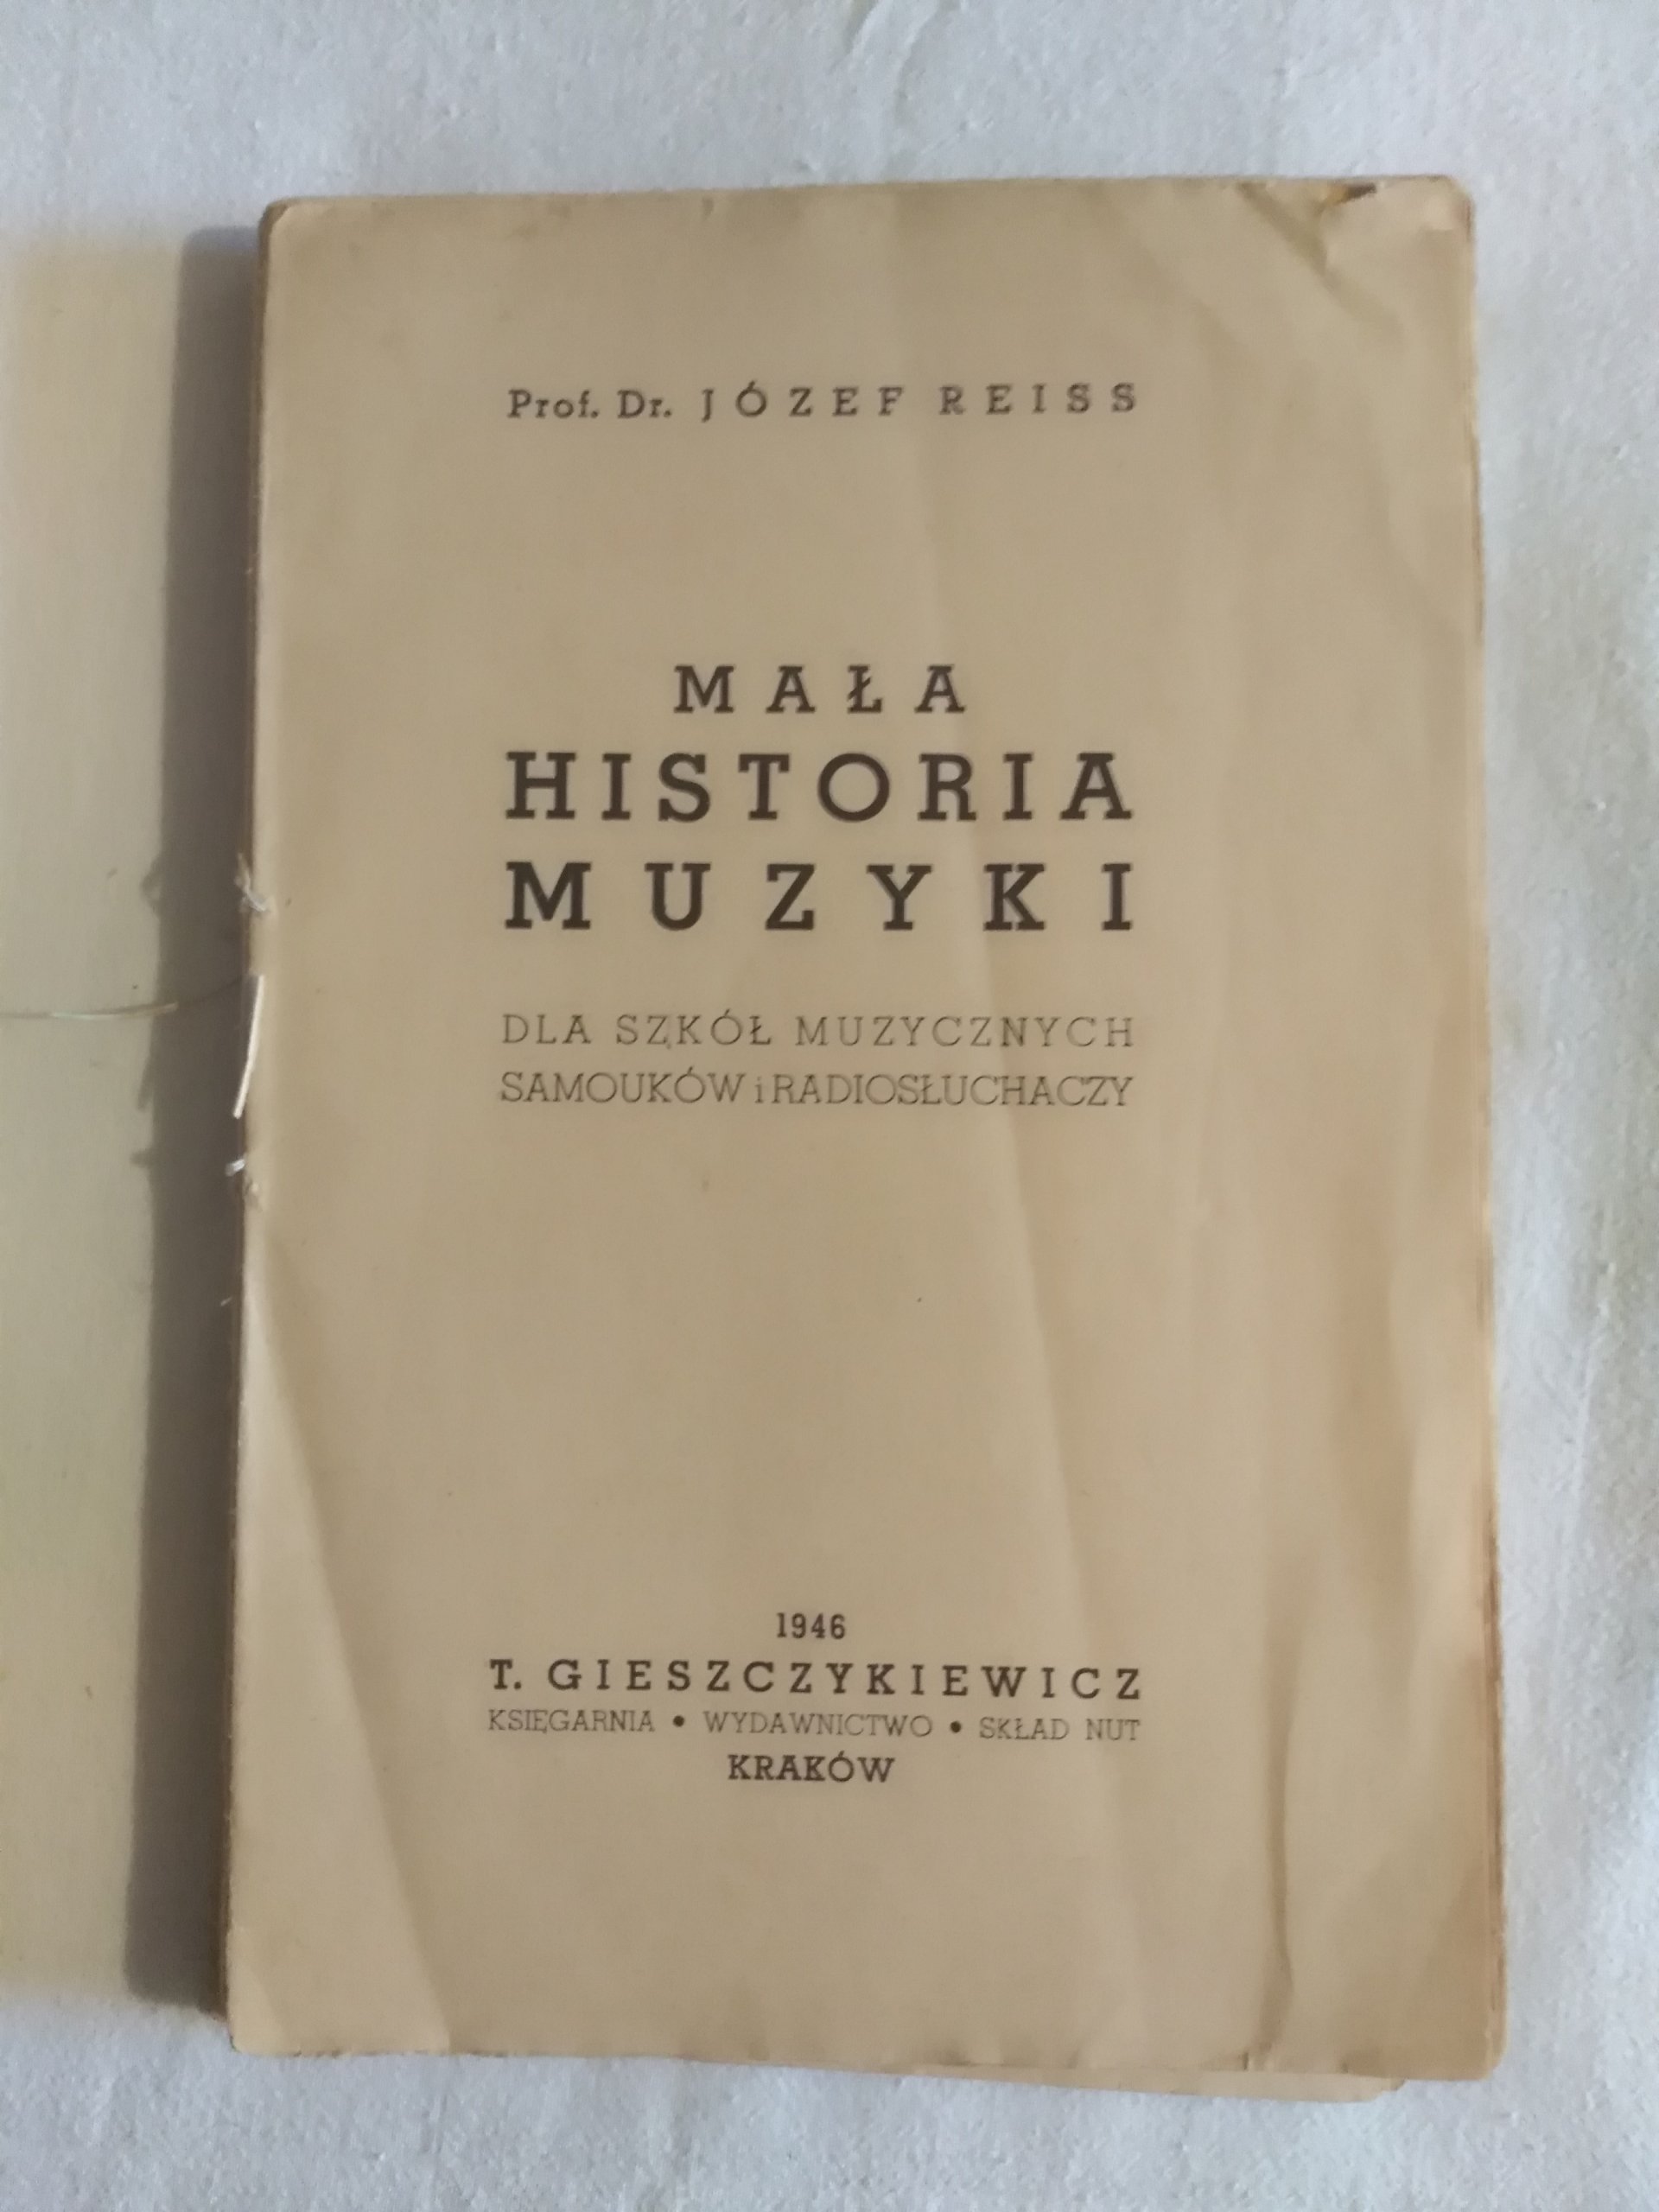 Prof. Dr. JÓZEF REISS
MAŁA
HISTORIA
MUZYKI
DLA SZKÓŁ MUZYCZNYCH
SAMOUKÓW i RADIOSŁUCHACZY
1946
T. GIESZCZYKIEWICZ
KSIĘGARNIA • WYDAWNICTWO • SKŁAD NUT
KRAKÓW